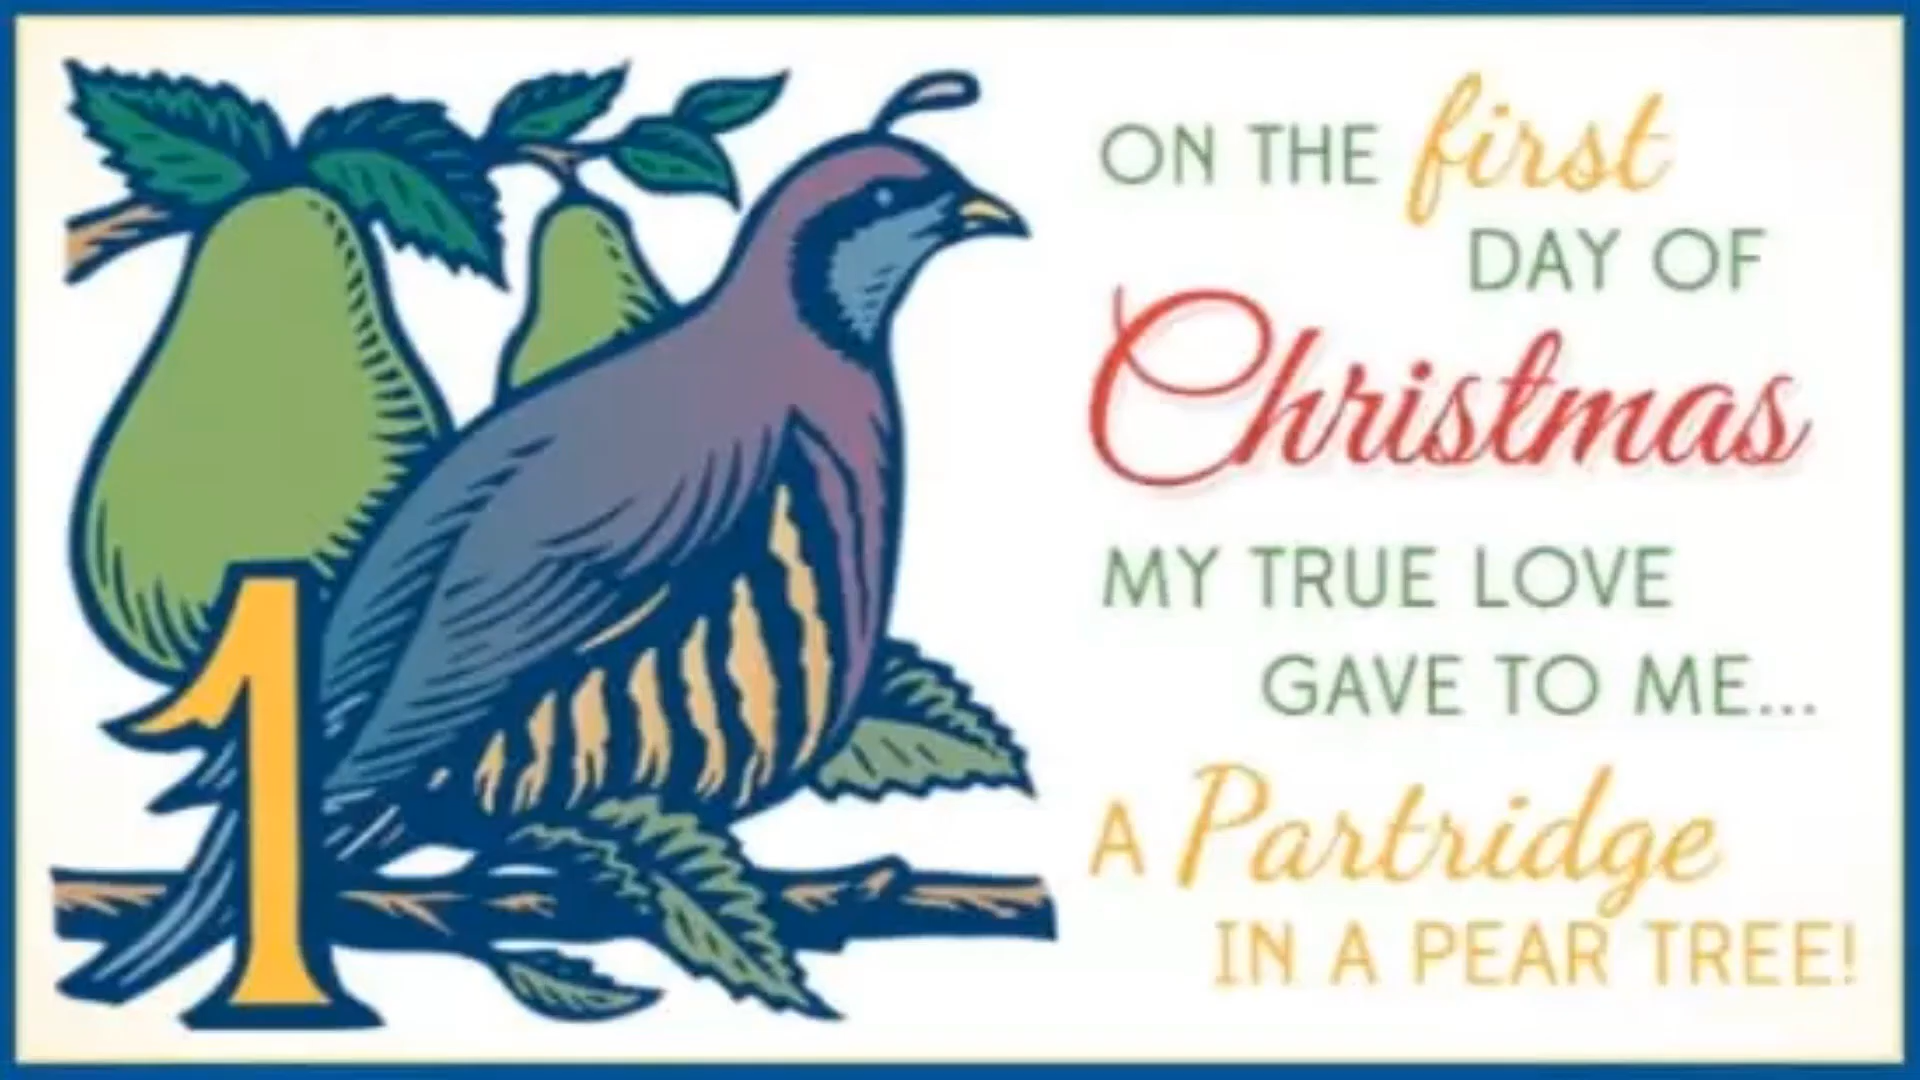 1
ON THE first
DAY OF
Christmas
MY TRUE LOVE
GAVE TO ME...
A Partridge
IN A PEAR TREE!